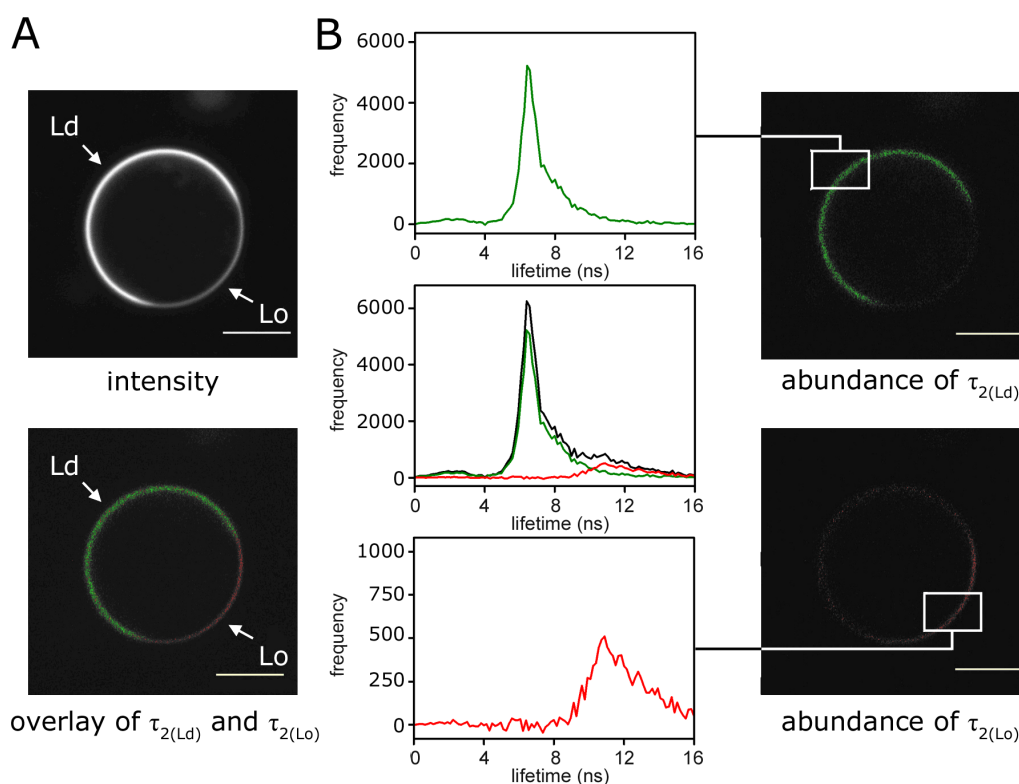 A
B
Ld
Lo
intensity
Ld
Lo
overlay of τ2(Ld) and τ2(Lo)
6000
4000
2000
0
frequency
0 4 8 12 16
lifetime (ns)
6000
4000
2000
0
frequency
0 4 8 12 16
lifetime (ns)
1000
750
500
250
0
frequency
0 4 8 12 16
lifetime (ns)
abundance of τ2(Ld)
abundance of τ2(Lo)